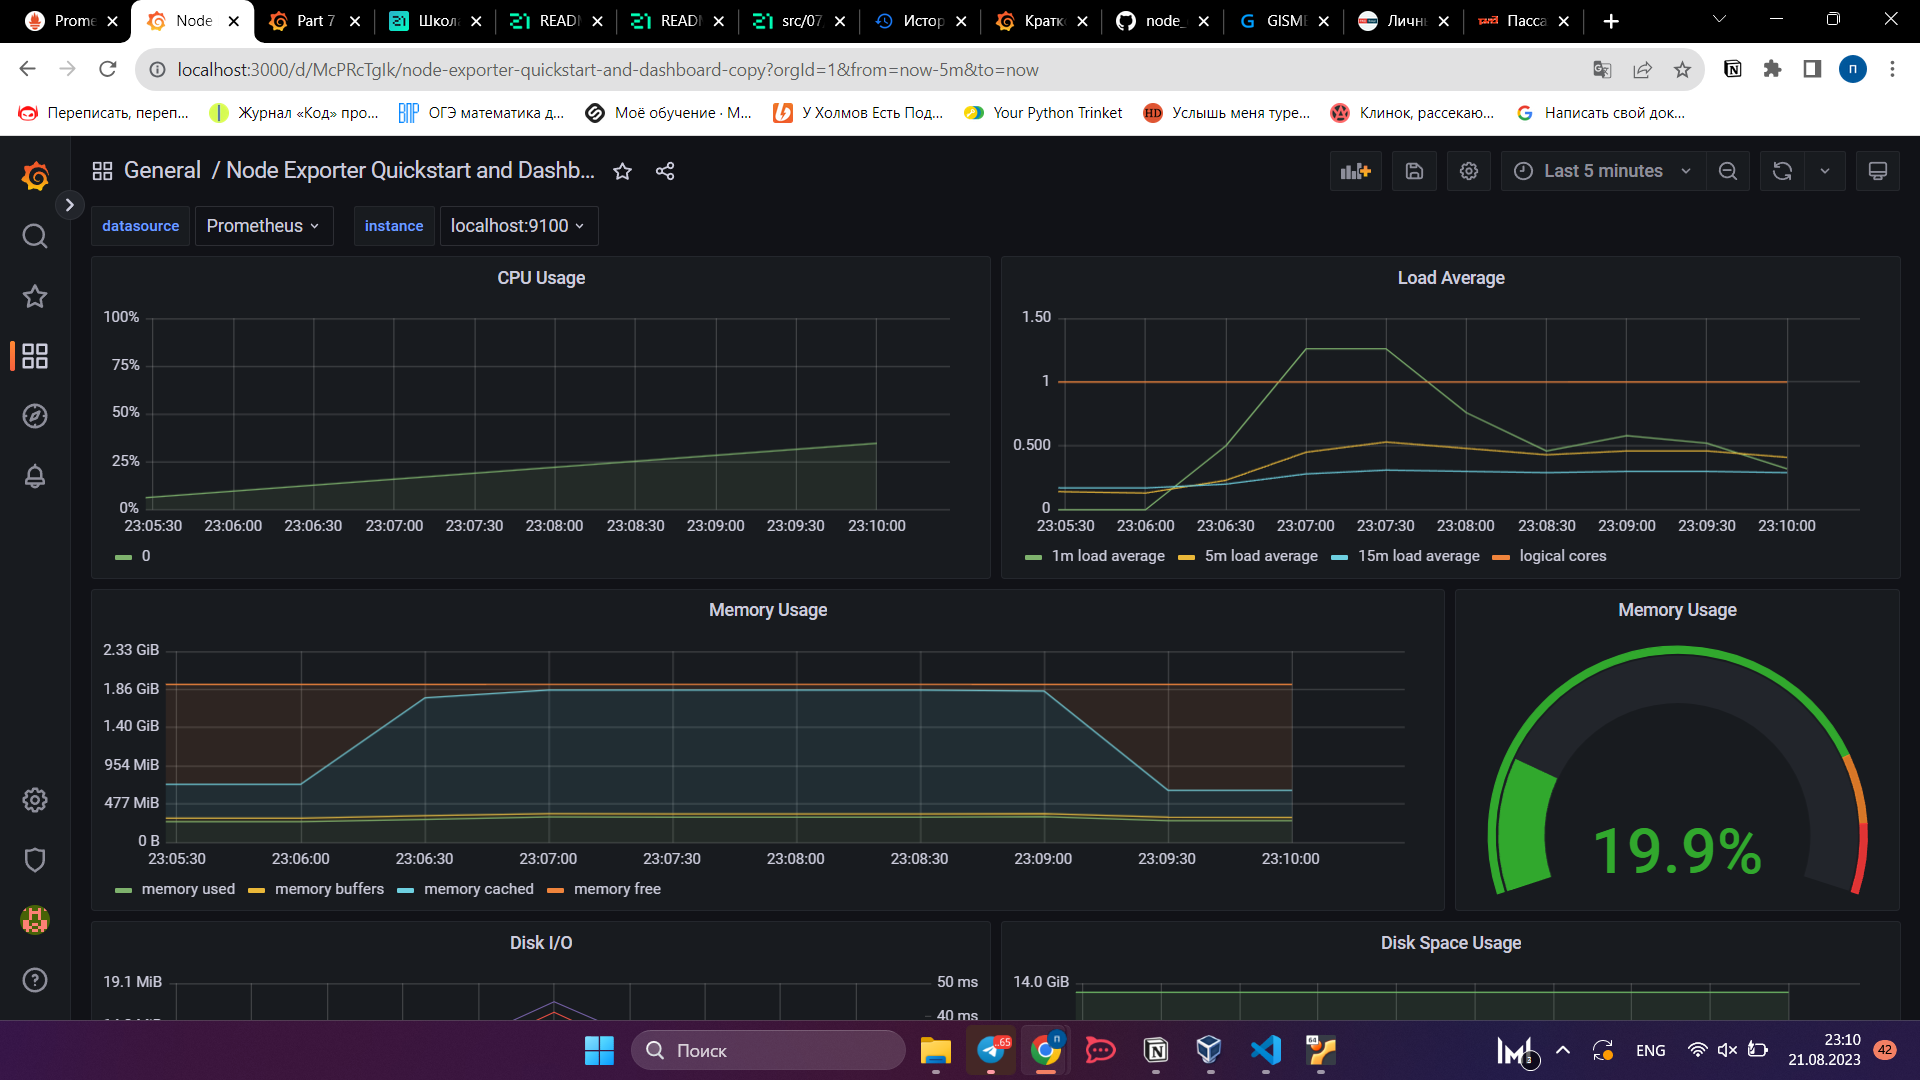 Prome
Node
Part 7
Школ
READM
READM
src/07
Истор
Кратк
node_
GISME
Личн
Пасса
localhost:3000/d/McPRcTgIk/node-exporter-quickstart-and-dashboard-copy?orgId=1&from=now-5m&to=now
п
Переписать, переп...
Журнал «Код» про...
ОГЭ математика д...
Моё обучение · М...
У Холмов Есть Под...
Your Python Trinket
HD
Услышь меня туре...
Клинок, рассекаю...
Написать свой док...
General / Node Exporter Quickstart and Dashb...
Last 5 minutes
datasource
Prometheus
instance
localhost:9100
CPU Usage
100%
75%
50%
25%
0%
23:05:30 23:06:00 23:06:30 23:07:00 23:07:30 23:08:00 23:08:30 23:09:00 23:09:30 23:10:00
0
Load Average
1.50
1
0.500
0
23:05:30 23:06:00 23:06:30 23:07:00 23:07:30 23:08:00 23:08:30 23:09:00 23:09:30 23:10:00
1m load average 5m load average 15m load average logical cores
Memory Usage
2.33 GiB
1.86 GiB
1.40 GiB
954 MiB
477 MiB
0 B
23:05:30 23:06:00 23:06:30 23:07:00 23:07:30 23:08:00 23:08:30 23:09:00 23:09:30 23:10:00
memory used memory buffers memory cached memory free
Memory Usage
19.9%
Disk I/O
19.1 MiB
50 ms
40 ms
Disk Space Usage
14.0 GiB
Поиск
..65
п
64
3
ENG
23:10
21.08.2023
42